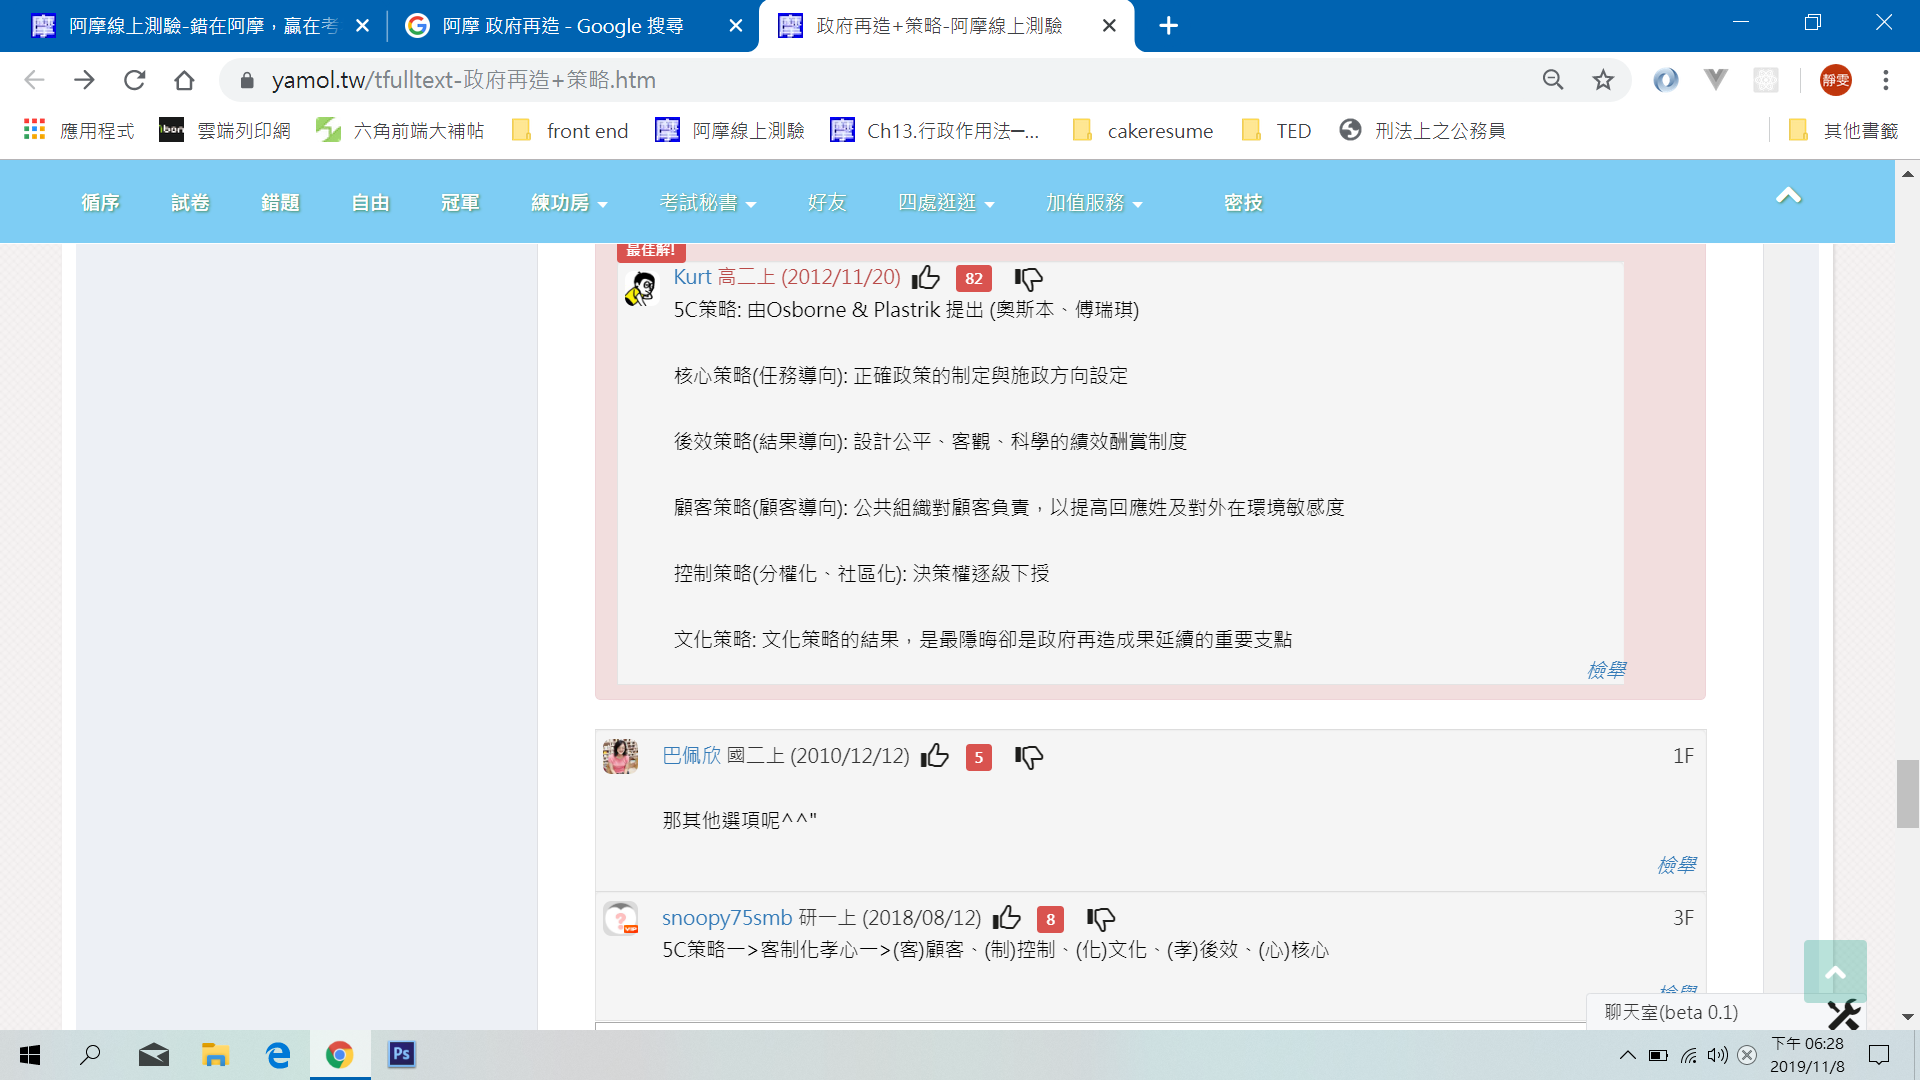 阿摩線上測驗-錯在阿摩，贏在考
阿摩 政府再造 - Google 搜尋
政府再造+策略-阿摩線上測驗
yamol.tw/tfulltext-政府再造+策略.htm
靜雯
應用程式
ibon
雲端列印網
六角前端大補帖
front end
阿摩線上測驗
Ch13.行政作用法─...
cakeresume
TED
刑法上之公務員
其他書籤
循序
試卷
錯題
自由
冠軍
練功房
考試秘書
好友
四處逛逛
加值服務
密技
最佳解!
Kurt 高二上 (2012/11/20) 82
5C策略: 由Osborne & Plastrik 提出 (奧斯本、傅瑞琪)
核心策略(任務導向): 正確政策的制定與施政方向設定
後效策略(結果導向): 設計公平、客觀、科學的績效酬賞制度
顧客策略(顧客導向): 公共組織對顧客負責，以提高回應姓及對外在環境敏感度
控制策略(分權化、社區化): 決策權逐級下授
文化策略: 文化策略的結果，是最隱晦卻是政府再造成果延續的重要支點
檢舉
巴佩欣 國二上 (2010/12/12) 5 1F
那其他選項呢^^"
檢舉
snoopy75smb 研一上 (2018/08/12) 8 3F
5C策略一>客制化孝心一>(客)顧客、(制)控制、(化)文化、(孝)後效、(心)核心
檢舉
聊天室(beta 0.1)
Ps
下午 06:28
2019/11/8